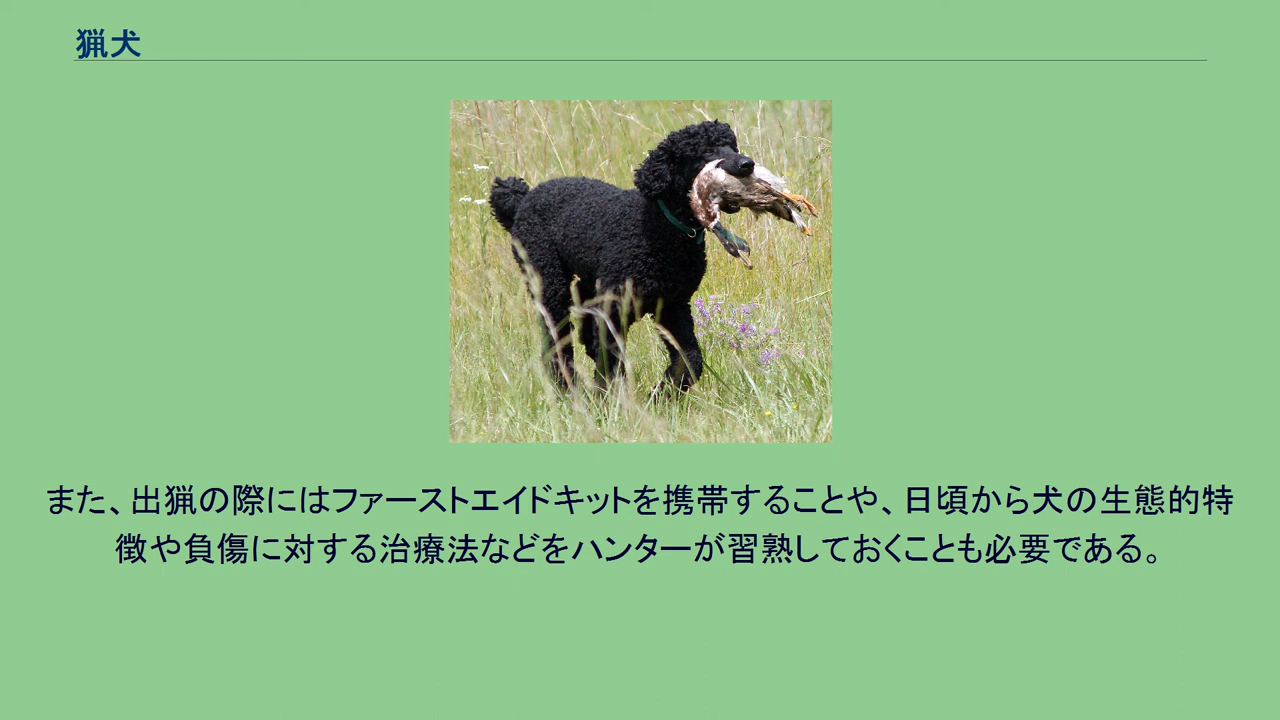 猟犬
また、出猟の際にはファーストエイドキットを携帯することや、日頃から犬の生態的特
徴や負傷に対する治療法などをハンターが習熟しておくことも必要である。